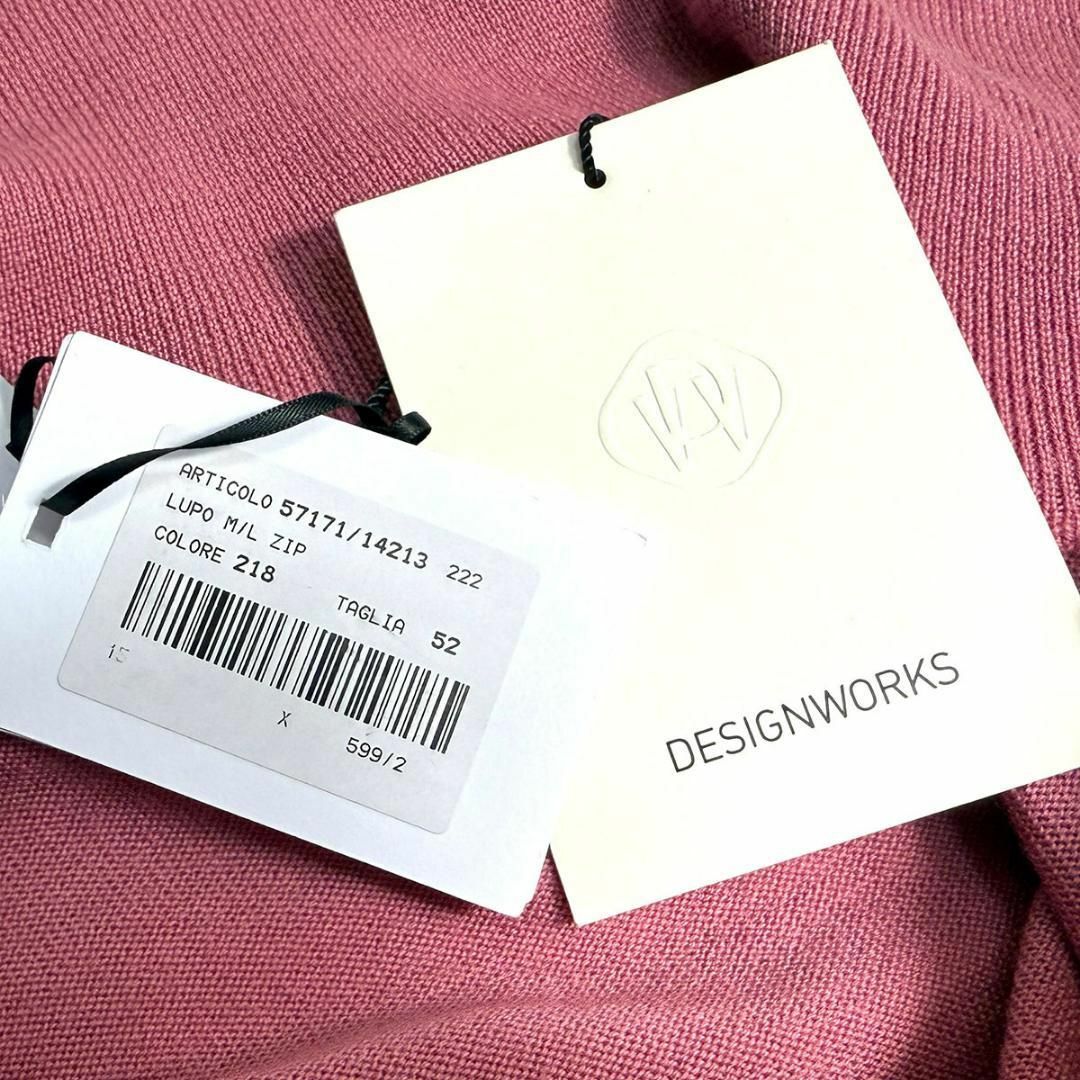 ARTICOLO 57171/14213 222
LUPO M/L ZIP
COLORE 218
TAGLIA 52
15
X
599/2
DESIGNWORKS